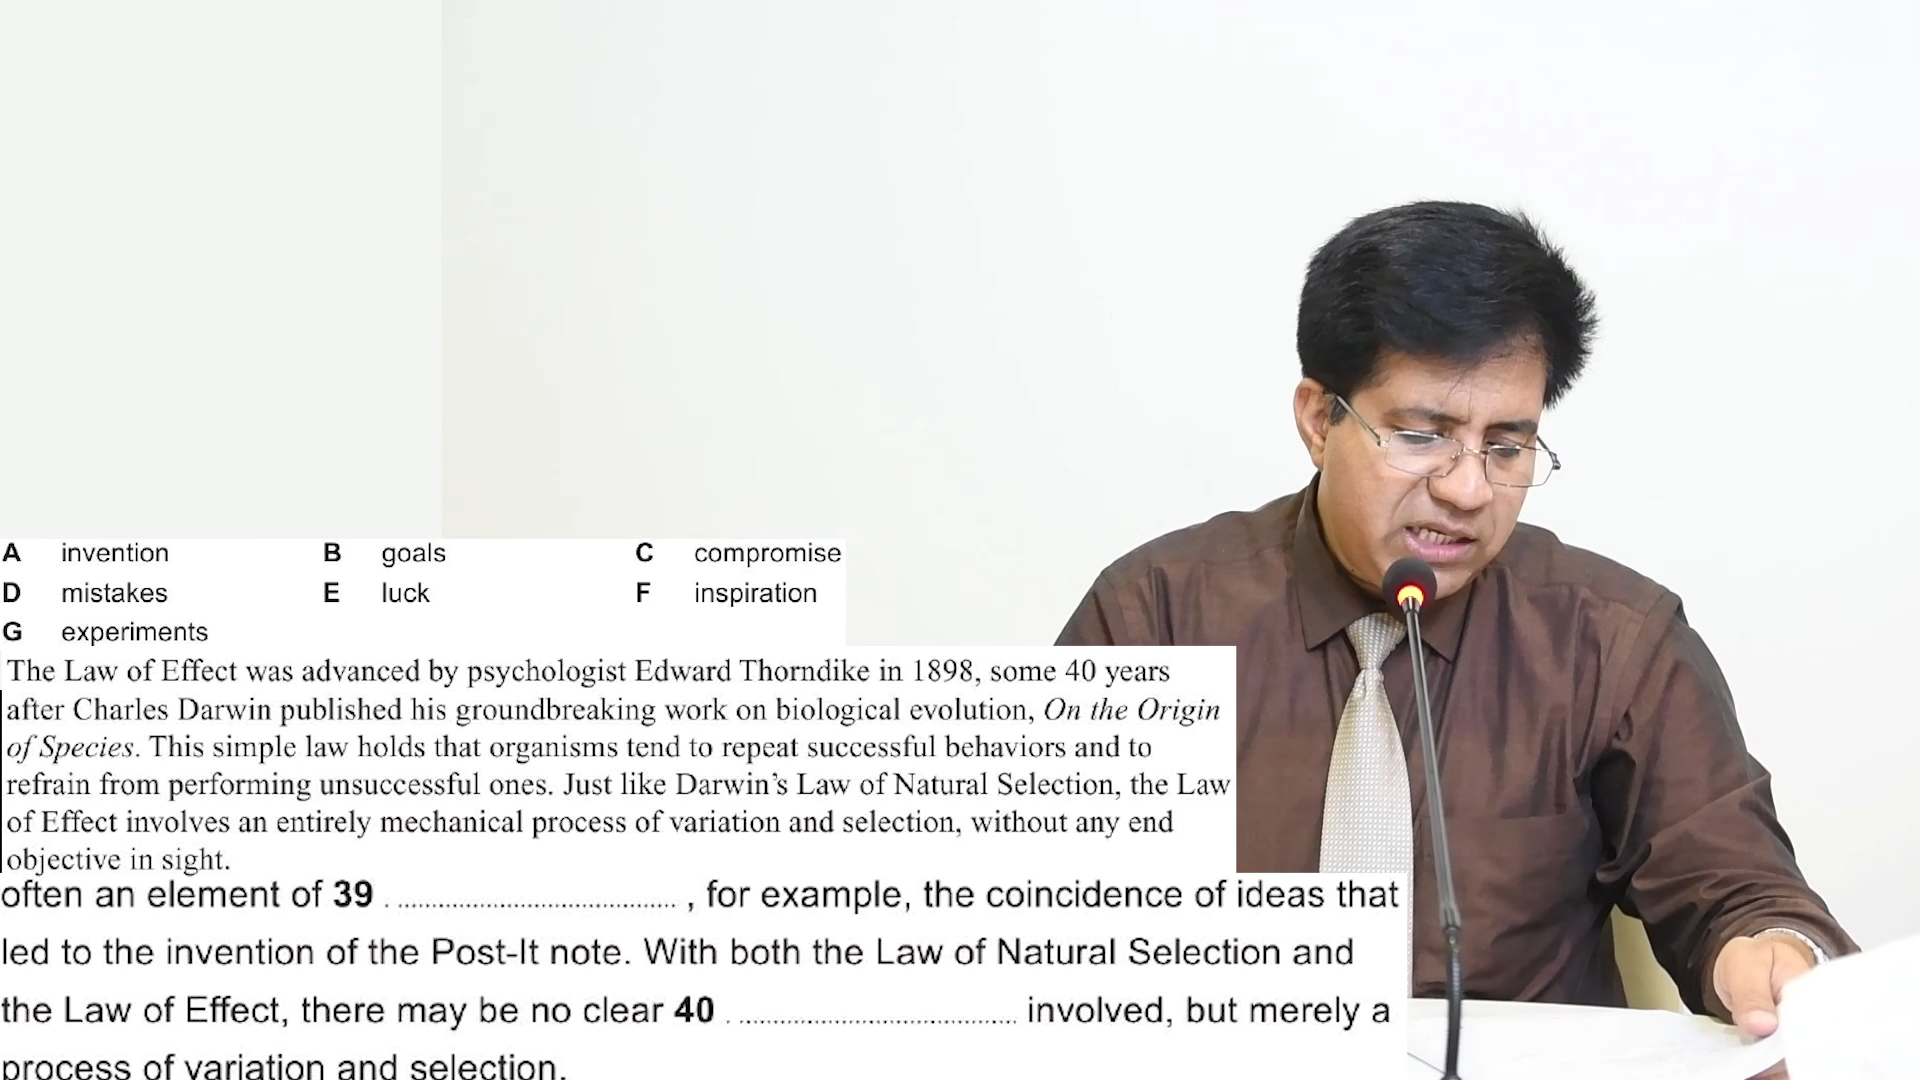 A invention B goals C compromise
D mistakes E luck F inspiration
G experiments
The Law of Effect was advanced by psychologist Edward Thorndike in 1898, some 40 years
after Charles Darwin published his groundbreaking work on biological evolution, On the Origin
of Species. This simple law holds that organisms tend to repeat successful behaviors and to
refrain from performing unsuccessful ones. Just like Darwin’s Law of Natural Selection, the Law
of Effect involves an entirely mechanical process of variation and selection, without any end
objective in sight.
often an element of 39 ........................................ , for example, the coincidence of ideas that
led to the invention of the Post-It note. With both the Law of Natural Selection and
the Law of Effect, there may be no clear 40 ........................................ involved, but merely a
process of variation and selection.